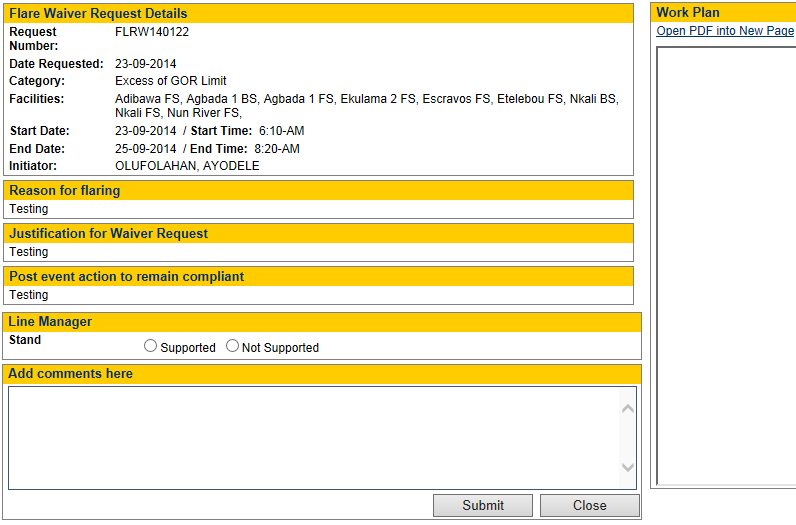 Flare Waiver Request Details
Request Number: FLRW140122
Date Requested: 23-09-2014
Category: Excess of GOR Limit
Facilities: Adibawa FS, Agbada 1 BS, Agbada 1 FS, Ekulama 2 FS, Escravos FS, Etelebou FS, Nkali BS,
Nkali FS, Nun River FS,
Start Date: 23-09-2014 / Start Time: 6:10-AM
End Date: 25-09-2014 / End Time: 8:20-AM
Initiator: OLUFOLAHAN, AYODELE
Reason for flaring
Testing
Justification for Waiver Request
Testing
Post event action to remain compliant
Testing
Line Manager
Stand Supported Not Supported
Add comments here
Submit Close
Work Plan
Open PDF into New Page